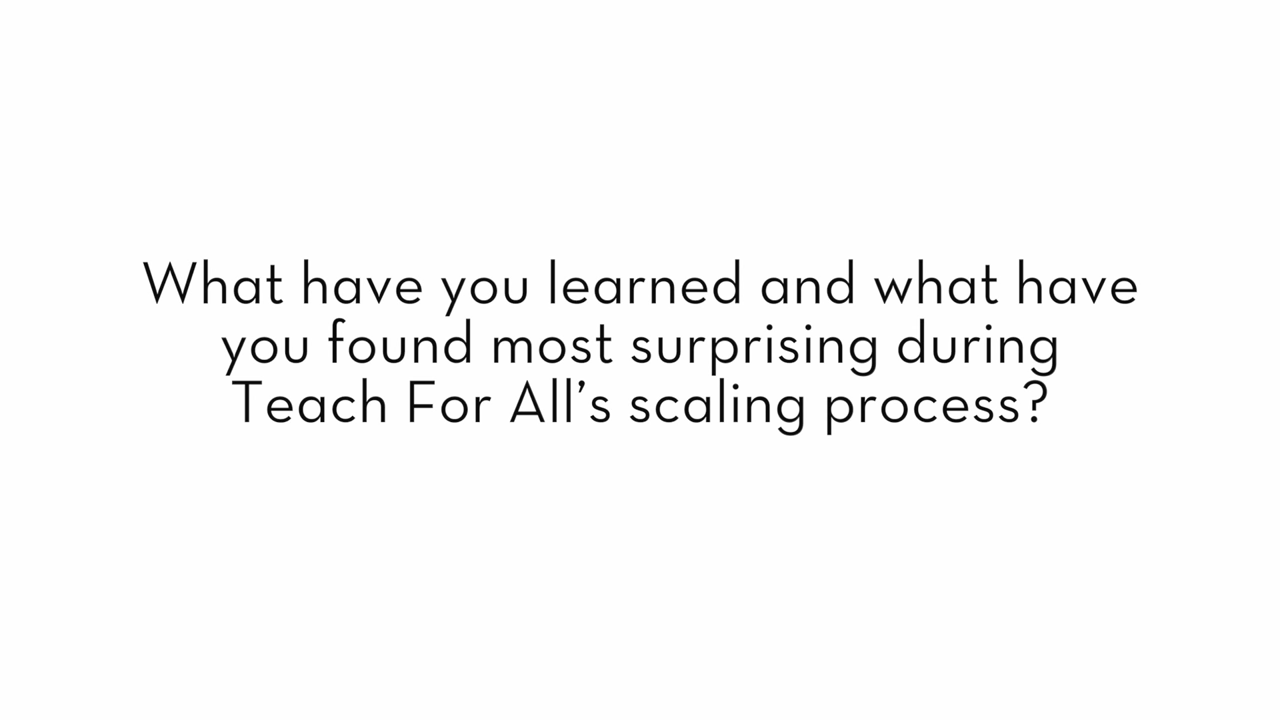 What have you learned and what have
you found most surprising during
Teach For All’s scaling process?